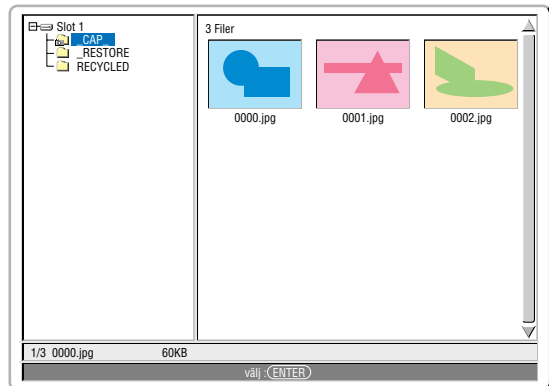 Slot 1
_CAP_
_RESTORE
RECYCLED
3 Filer
0000.jpg 0001.jpg 0002.jpg
1/3 0000.jpg 60KB
välj :ENTER